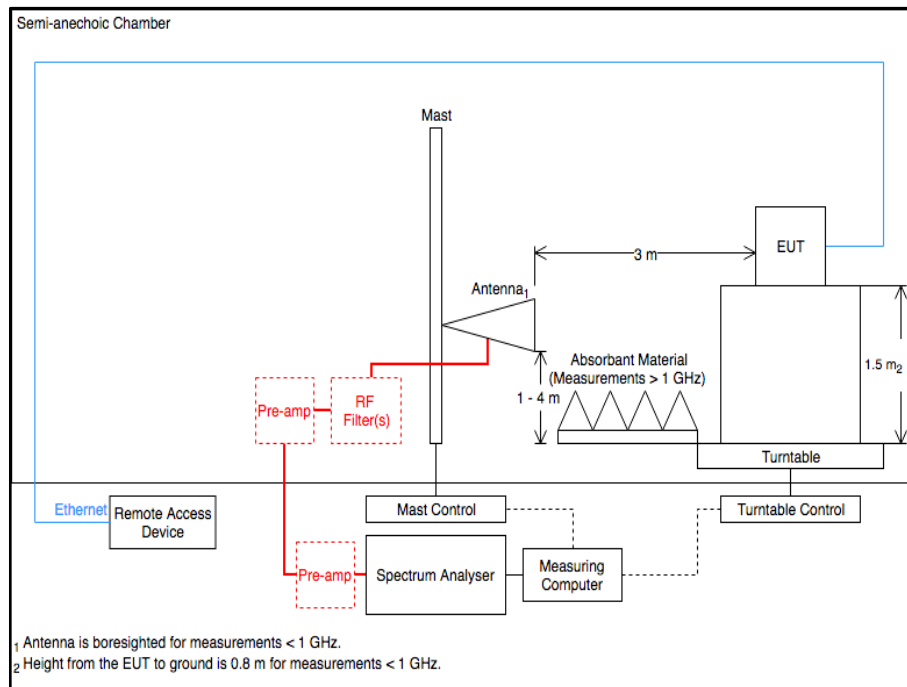 Semi-anechoic Chamber
Mast
EUT
3 m
Antenna1
Absorbant Material
(Measurements > 1 GHz)
1.5 m2
1 - 4 m
Pre-amp
RF
Filter(s)
Turntable
Ethernet
Remote Access
Device
Mast Control
Turntable Control
Pre-amp
Spectrum Analyser
Measuring
Computer
1 Antenna is boresighted for measurements < 1 GHz.
2 Height from the EUT to ground is 0.8 m for measurements < 1 GHz.